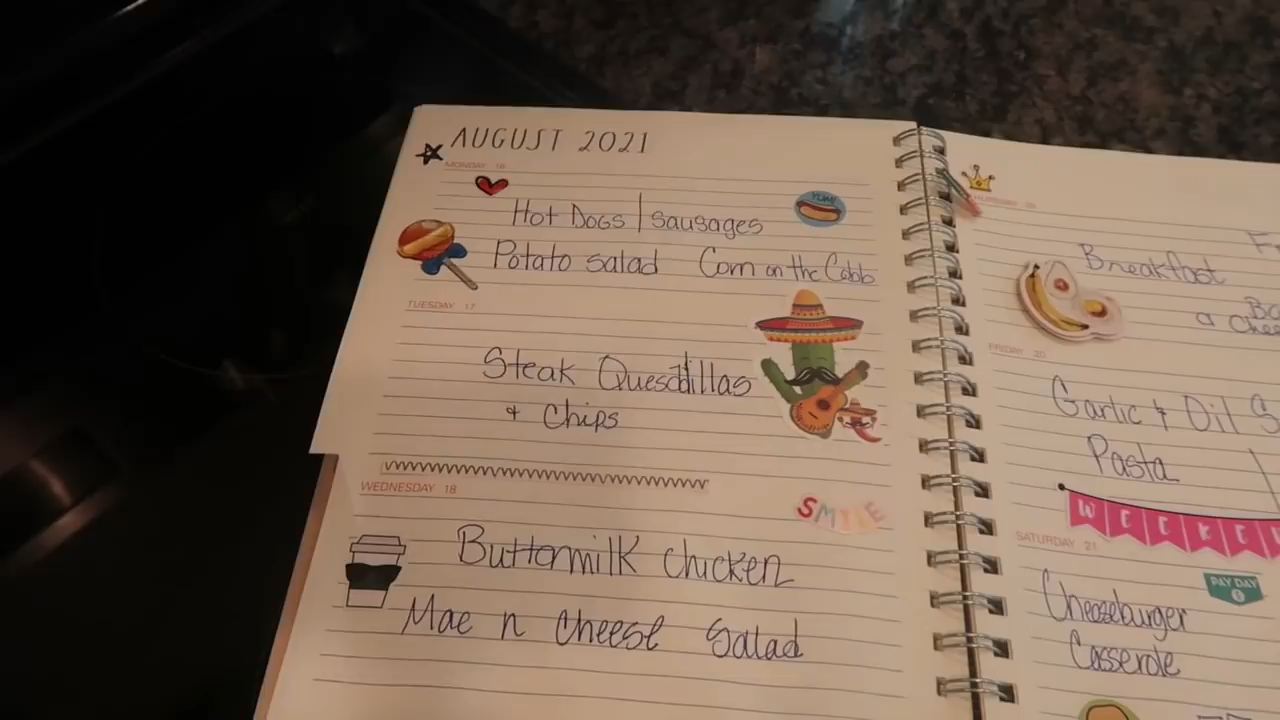 AUGUST 2021
MONDAY 16
YUM!
Hot Dogs | sausages
Potato salad Corn on the Cobb
TUESDAY 17
Steak Quesadillas
+ Chips
WEDNESDAY 18
SMILE
Buttermilk chicken
Mac n cheese Salad
Breakfast
a
FRIDAY 20
Garlic + Oil
Pasta
WEEKE
SATURDAY 21
PAY DAY
Cheeseburger
Casserole